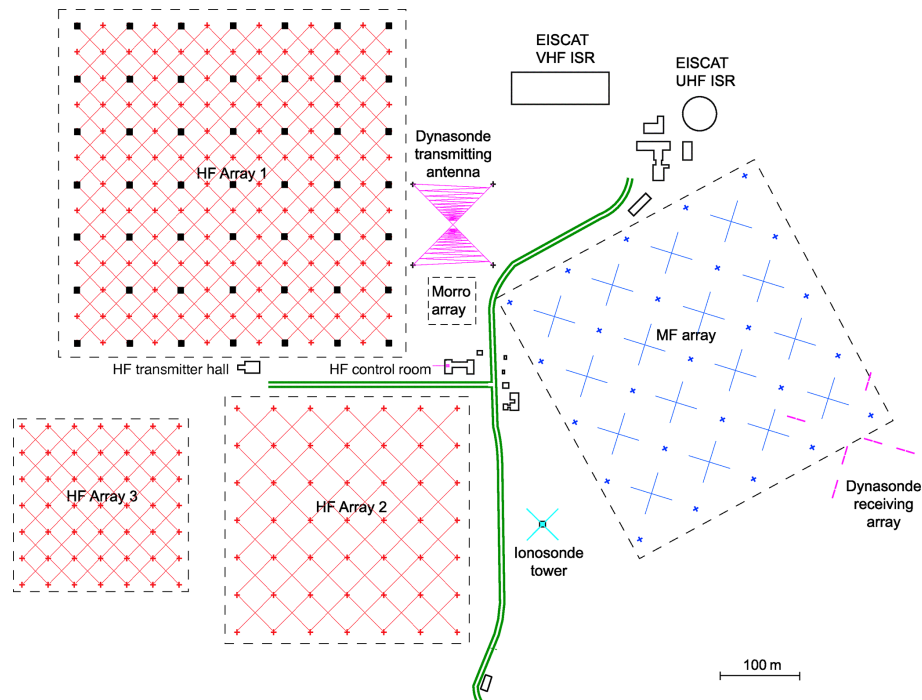 EISCAT
VHF ISR
EISCAT
UHF ISR
Dynasonde
transmitting
antenna
HF Array 1
Morro
array
MF array
HF transmitter hall
HF control room
HF Array 3
HF Array 2
Dynasonde
receiving
array
Ionosonde
tower
100 m